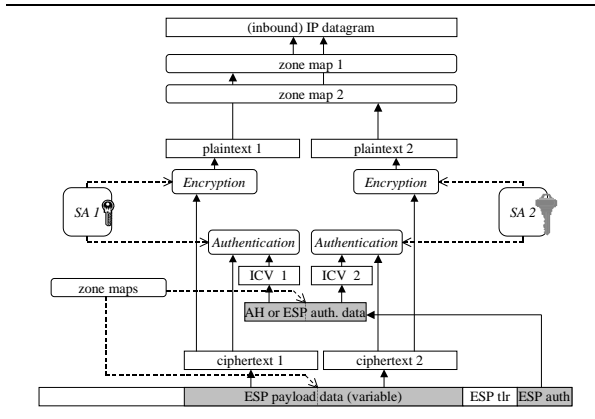 (inbound) IP datagram
zone map 1
zone map 2
plaintext 1
plaintext 2
Encryption
Encryption
SA 1
SA 2
Authentication
Authentication
ICV 1
ICV 2
zone maps
AH or ESP auth. data
ciphertext 1
ciphertext 2
ESP payload data (variable)
ESP tlr
ESP auth